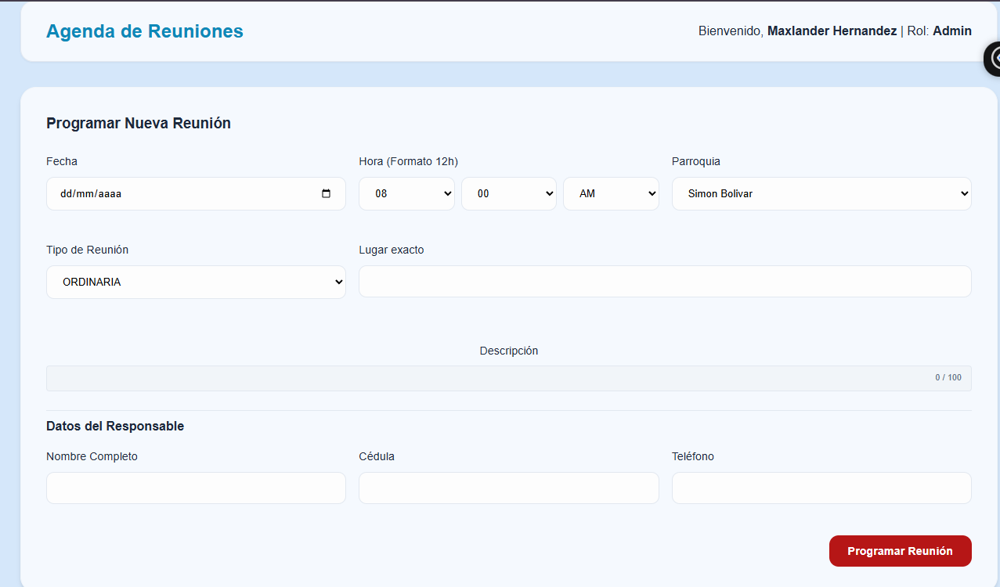 Agenda de Reuniones
Bienvenido, Maxlander Hernandez | Rol: Admin
Programar Nueva Reunión
Fecha
Hora (Formato 12h)
Parroquia
dd/mm/aaaa
08
00
AM
Simon Bolivar
Tipo de Reunión
Lugar exacto
ORDINARIA
Descripción
0 / 100
Datos del Responsable
Nombre Completo
Cédula
Teléfono
Programar Reunión